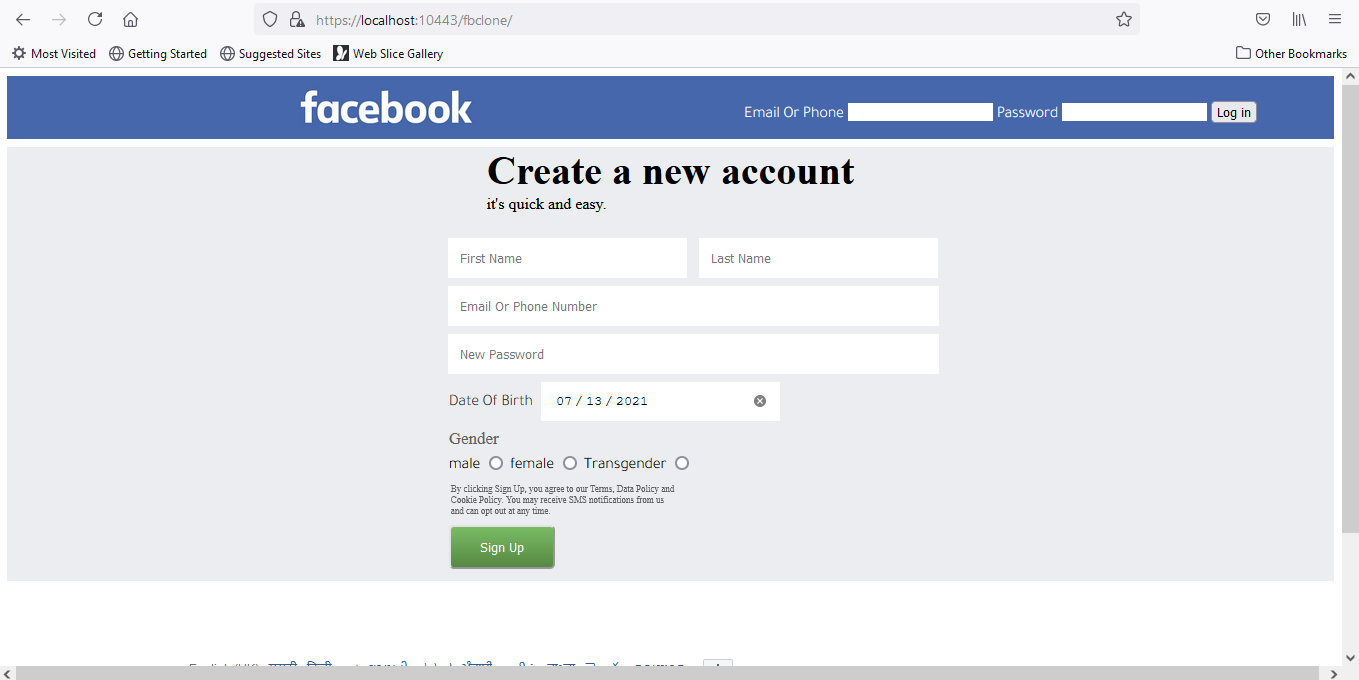 https://localhost:10443/fbclone/
Most Visited Getting Started Suggested Sites Web Slice Gallery Other Bookmarks
facebook Email Or Phone Password Log in
Create a new account
it's quick and easy.
First Name Last Name
Email Or Phone Number
New Password
Date Of Birth 07 / 13 / 2021
Gender
male female Transgender
By clicking Sign Up, you agree to our Terms, Data Policy and
Cookie Policy. You may receive SMS notifications from us
and can opt out at any time.
Sign Up